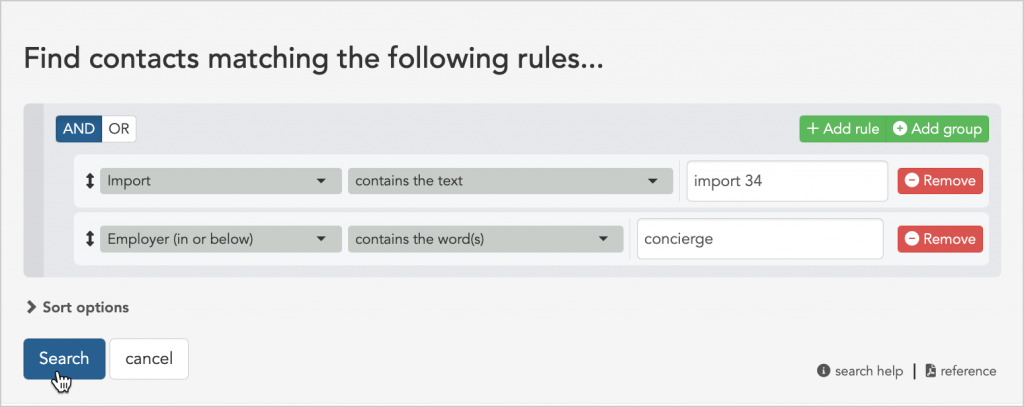 Find contacts matching the following rules...
AND OR + Add rule Add group
Import contains the text import 34 Remove
Employer (in or below) contains the word(s) concierge Remove
Sort options
Search cancel
search help | reference